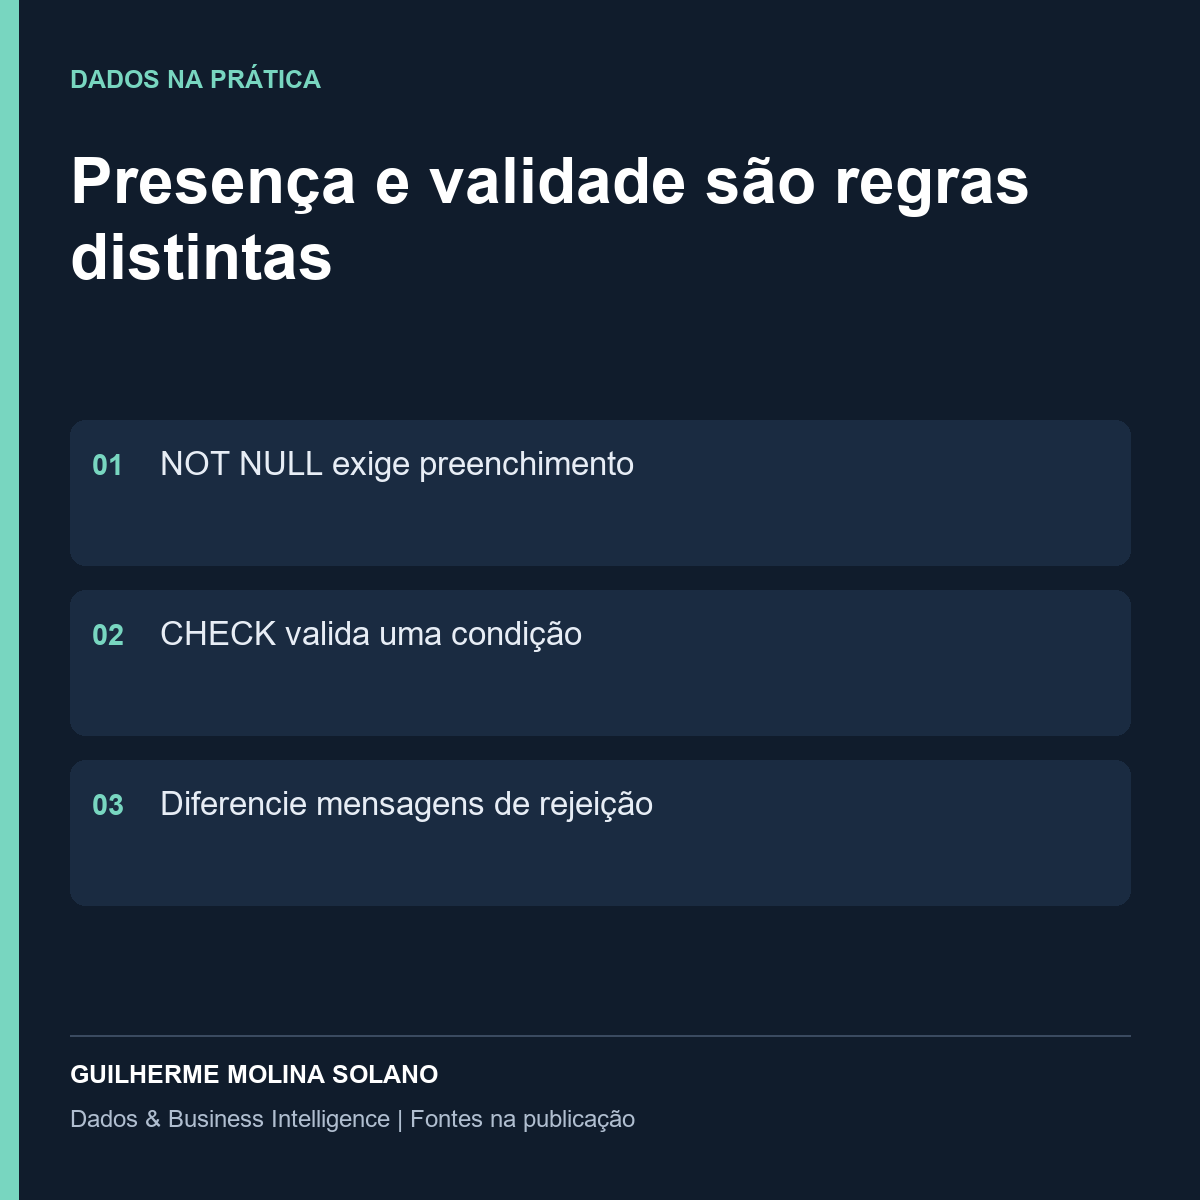 DADOS NA PRÁTICA
Presença e validade são regras
distintas
01 NOT NULL exige preenchimento
02 CHECK valida uma condição
03 Diferencie mensagens de rejeição
GUILHERME MOLINA SOLANO
Dados & Business Intelligence | Fontes na publicação